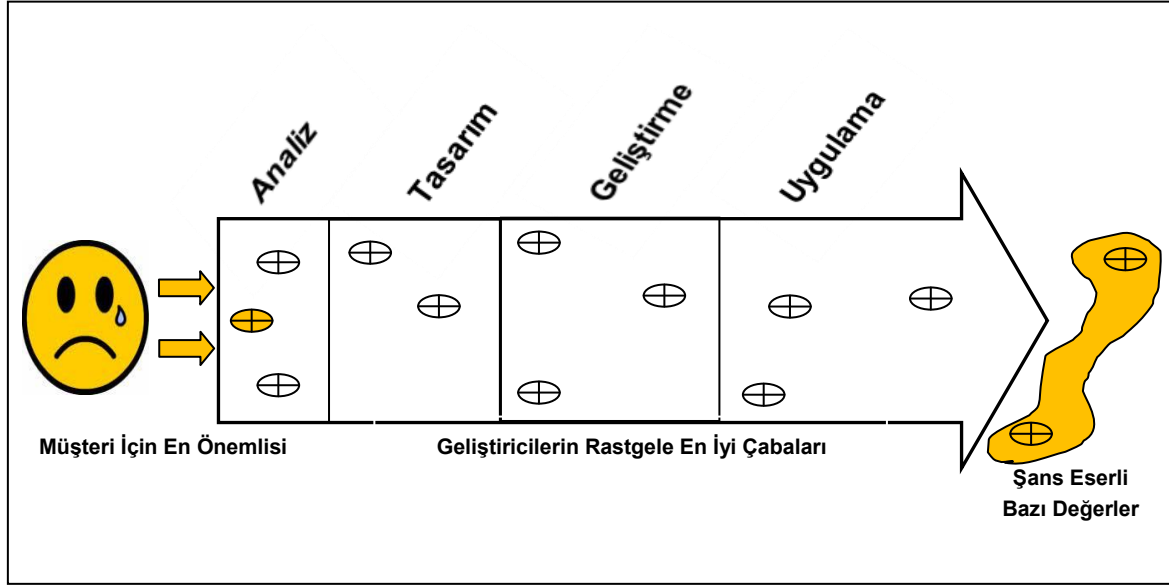 Analiz
Tasarım
Geliştirme
Uygulama
Müşteri İçin En Önemlisi
Geliştiricilerin Rastgele En İyi Çabaları
Şans Eserli
Bazı Değerler